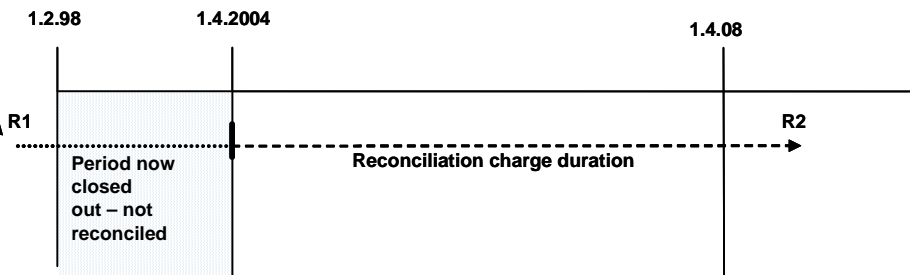 1.2.98
1.4.2004
1.4.08
R1
R2
Reconciliation charge duration
Period now
closed
out – not
reconciled